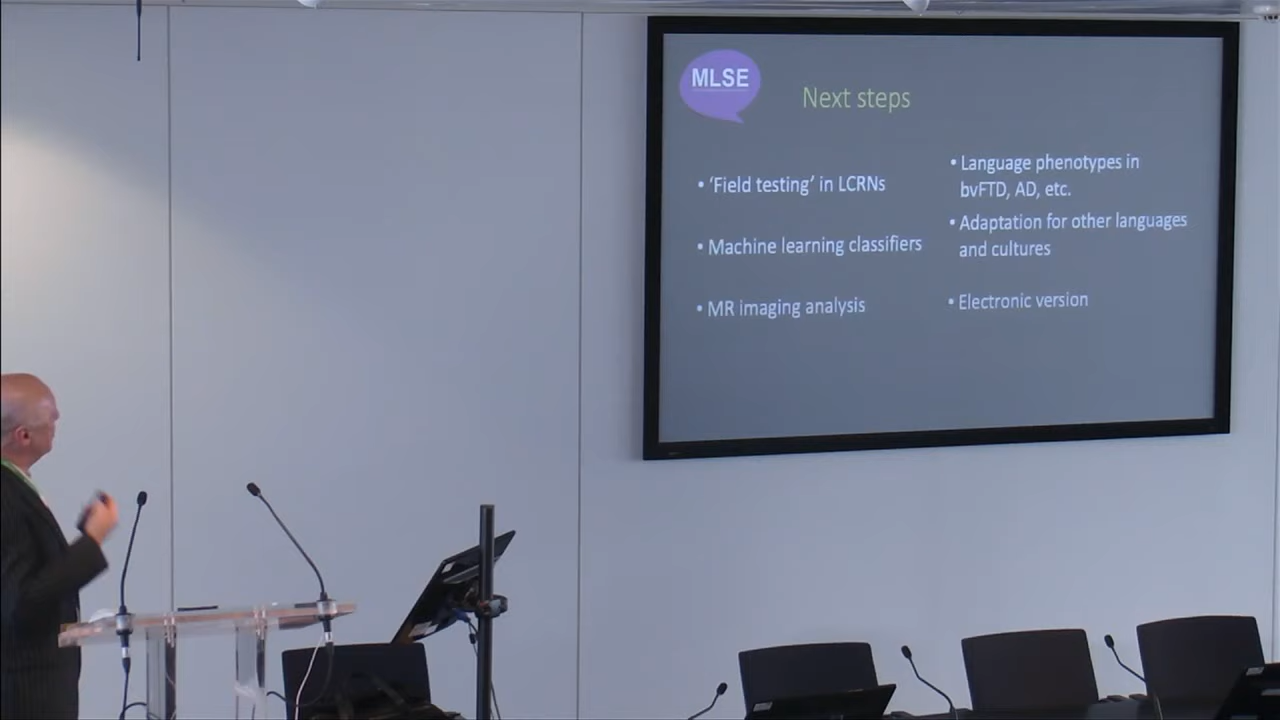 MLSE
Next steps
• 'Field testing' in LCRNs
• Machine learning classifiers
• MR imaging analysis
• Language phenotypes in
bvFTD, AD, etc.
• Adaptation for other languages
and cultures
• Electronic version